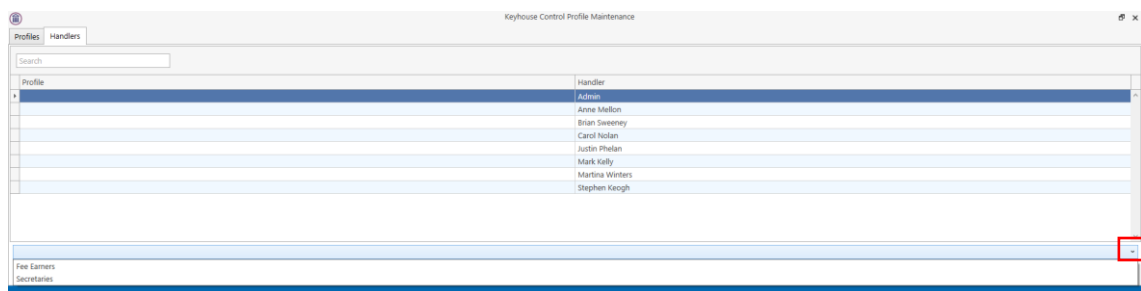 Keyhouse Control Profile Maintenance
Profiles Handlers
Search
Profile Handler
Admin
Anne Mellon
Brian Sweeney
Carol Nolan
Justin Phelan
Mark Kelly
Martina Winters
Stephen Keogh
Fee Earners
Secretaries